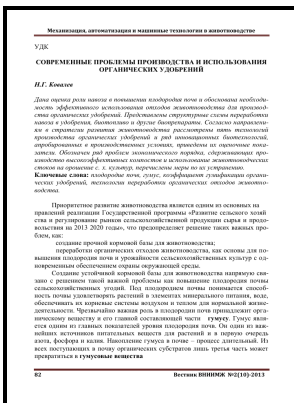 Механизация, автоматизация и машинные технологии в животноводстве
УДК
СОВРЕМЕННЫЕ ПРОБЛЕМЫ ПРОИЗВОДСТВА И ИСПОЛЬЗОВАНИЯ
ОРГАНИЧЕСКИХ УДОБРЕНИЙ
Н.Г. Ковалев
Дана оценка роли навоза в повышении плодородия почв и обоснована необходи-
мость эффективного использования отходов животноводства для производ-
ства органических удобрений. Представлены структурные схемы переработки
навоза в удобрения, биотопливо и другие биопрепараты. Согласно направлени-
ям в стратегии развития животноводства рассмотрены пять технологий
производства органических удобрений и ряд инновационных биотехнологий,
апробированных в производственных условиях, приведены их оценочные пока-
затели. Обозначен ряд проблем экономического порядка, сдерживающих про-
изводство высокоэффективных компостов и использование животноводческих
стоков на орошение с. х. культур, перечислены меры по их устранению.
Ключевые слова: плодородие почв, гумус, коэффициент гумификации органи-
ческих удобрений, технологии переработки органических отходов животно-
водства.
Приоритетное развитие животноводства является одним из основных на
правлений реализации Государственной программы «Развитие сельского хозяй
ства и регулирование рынков сельскохозяйственной продукции сырья и продо-
вольствия на 2013 2020 годы», что предопределяет решение таких важных про-
блем, как:
создание прочной кормовой базы для животноводства;
переработки органических отходов животноводства, как основы для по-
вышения плодородия почв и урожайности сельскохозяйственных культур с од-
новременным обеспечением охраны окружающей среды.
Создание устойчивой кормовой базы для животноводства напрямую свя-
зано с решением такой важной проблемы как повышение плодородия почвы
сельскохозяйственных угодий. Под плодородием почвы понимается способ-
ность почвы удовлетворять растений в элементах минерального питания, воде,
обеспечивать их корневые системы воздухом и теплом для нормальной жизне-
деятельности. Чрезвычайно важная роль в плодородии почв принадлежит орга-
ническому веществу и его главной составляющей части гумусу. Гумус явля-
ется одним из главных показателей уровня плодородия почв. Он один из важ-
нейших источников питательных веществ для растений и в первую очередь
азота, фосфора и калия. Накопление гумуса в почве – процесс длительный. Из
всех поступающих в почву органических субстратов лишь третья часть может
превратиться в гумусовые вещества
82 Вестник ВНИИМЖ №2(10)-2013